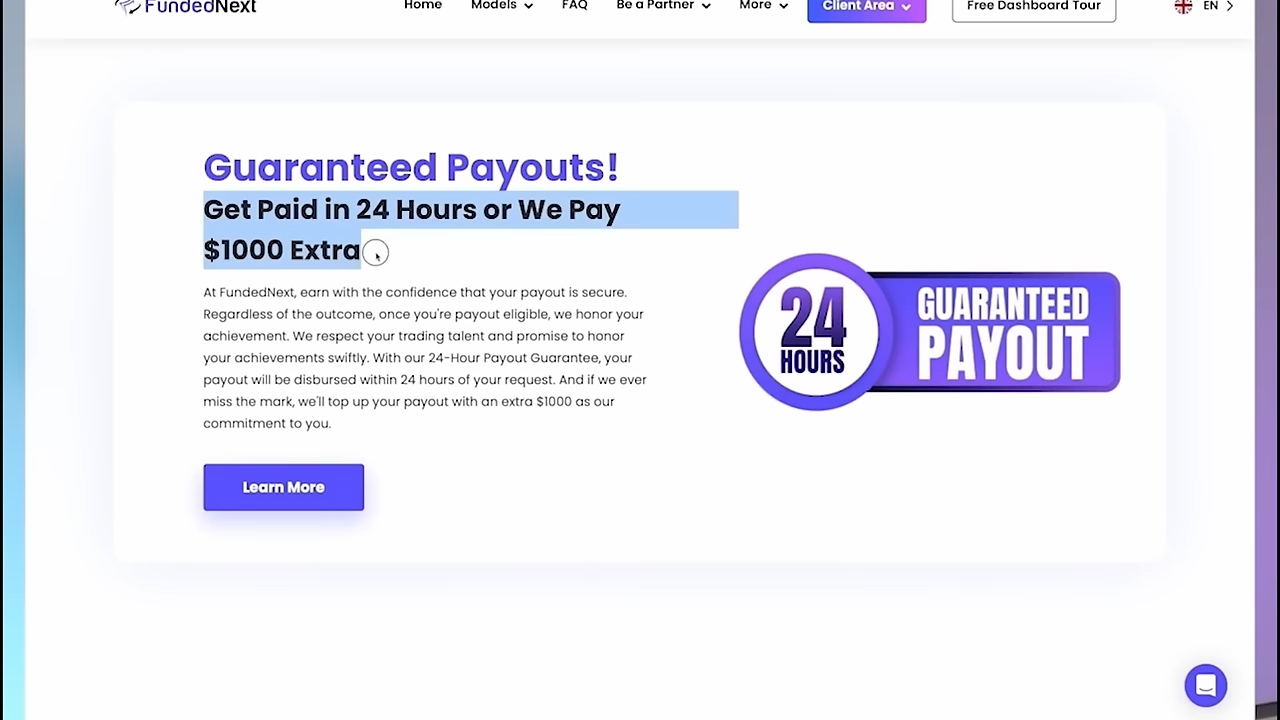 FundedNext
Home
Models
FAQ
Be a Partner
More
Client Area
Free Dashboard Tour
EN
Guaranteed Payouts!
Get Paid in 24 Hours or We Pay
$1000 Extra
At FundedNext, earn with the confidence that your payout is secure.
Regardless of the outcome, once you're payout eligible, we honor your
achievement. We respect your trading talent and promise to honor
your achievements swiftly. With our 24-Hour Payout Guarantee, your
payout will be disbursed within 24 hours of your request. And if we ever
miss the mark, we'll top up your payout with an extra $1000 as our
commitment to you.
Learn More
24
HOURS
GUARANTEED
PAYOUT